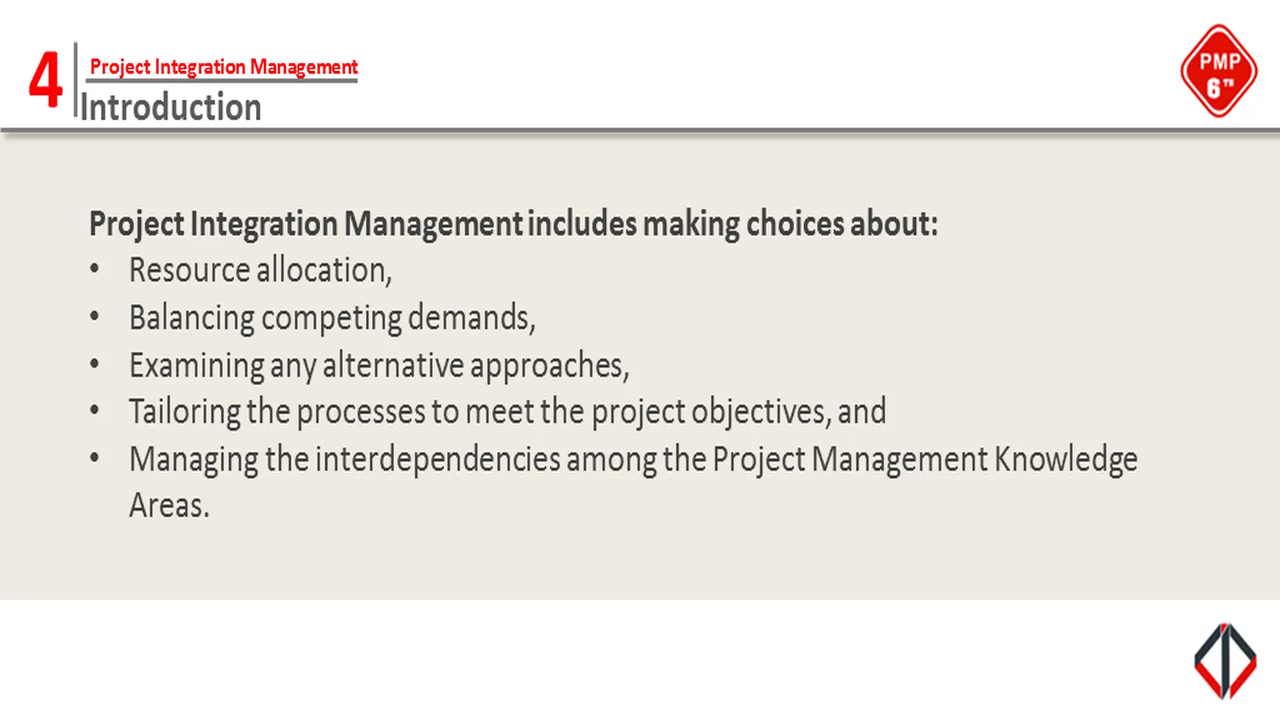 4
Project Integration Management
Introduction
PMP
6TH
Project Integration Management includes making choices about:
• Resource allocation,
• Balancing competing demands,
• Examining any alternative approaches,
• Tailoring the processes to meet the project objectives, and
• Managing the interdependencies among the Project Management Knowledge
Areas.